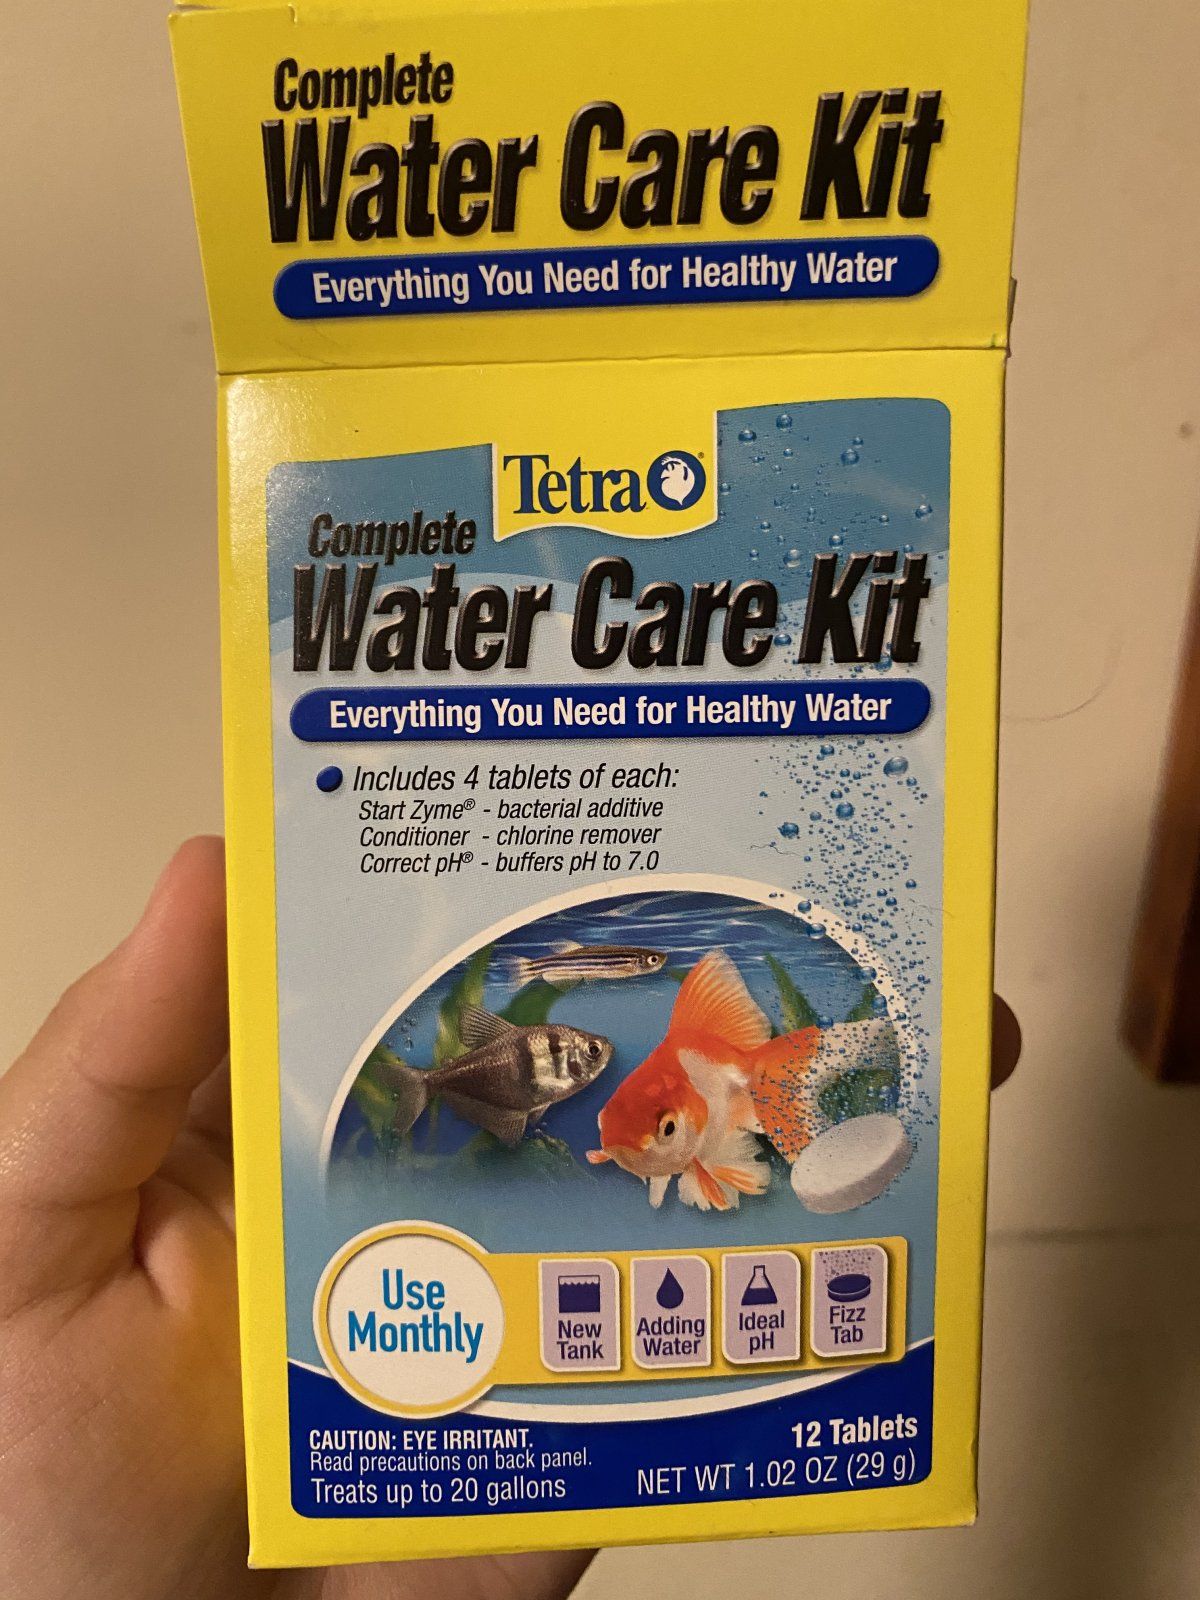 Complete
Water Care Kit
Everything You Need for Healthy Water
Tetra®
Complete
Water Care Kit
Everything You Need for Healthy Water
Includes 4 tablets of each:
Start Zyme® - bacterial additive
Conditioner - chlorine remover
Correct pH® - buffers pH to 7.0
Use
Monthly
New
Tank
Adding
Water
Ideal
pH
Fizz
Tab
CAUTION: EYE IRRITANT.
Read precautions on back panel.
Treats up to 20 gallons
12 Tablets
NET WT 1.02 OZ (29 g)